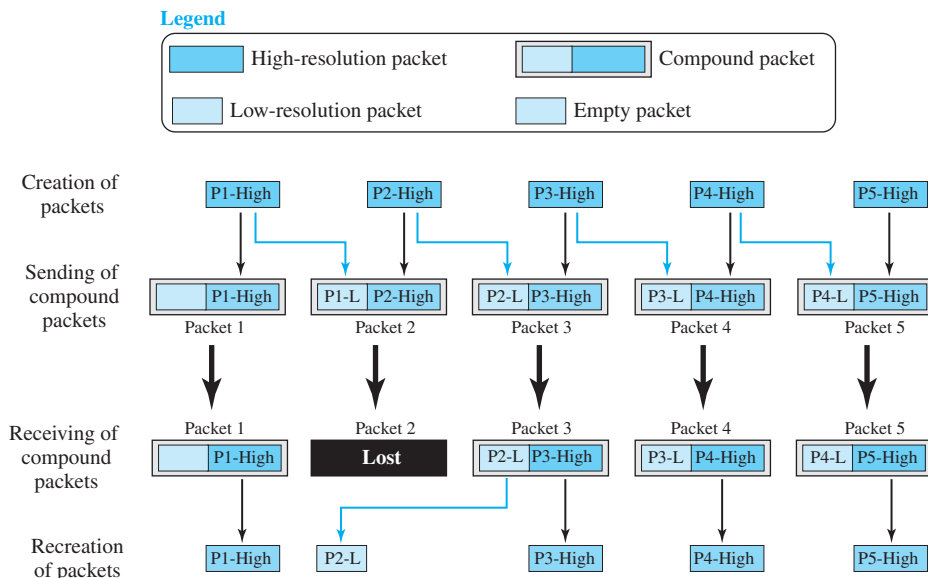 Legend
High-resolution packet
Compound packet
Low-resolution packet
Empty packet
Creation of
packets
P1-High
P2-High
P3-High
P4-High
P5-High
Sending of
compound
packets
P1-High
P1-L P2-High
P2-L P3-High
P3-L P4-High
P4-L P5-High
Packet 1
Packet 2
Packet 3
Packet 4
Packet 5
Receiving of
compound
packets
Packet 1
Packet 2
Packet 3
Packet 4
Packet 5
P1-High
Lost
P2-L P3-High
P3-L P4-High
P4-L P5-High
Recreation
of packets
P1-High
P2-L
P3-High
P4-High
P5-High